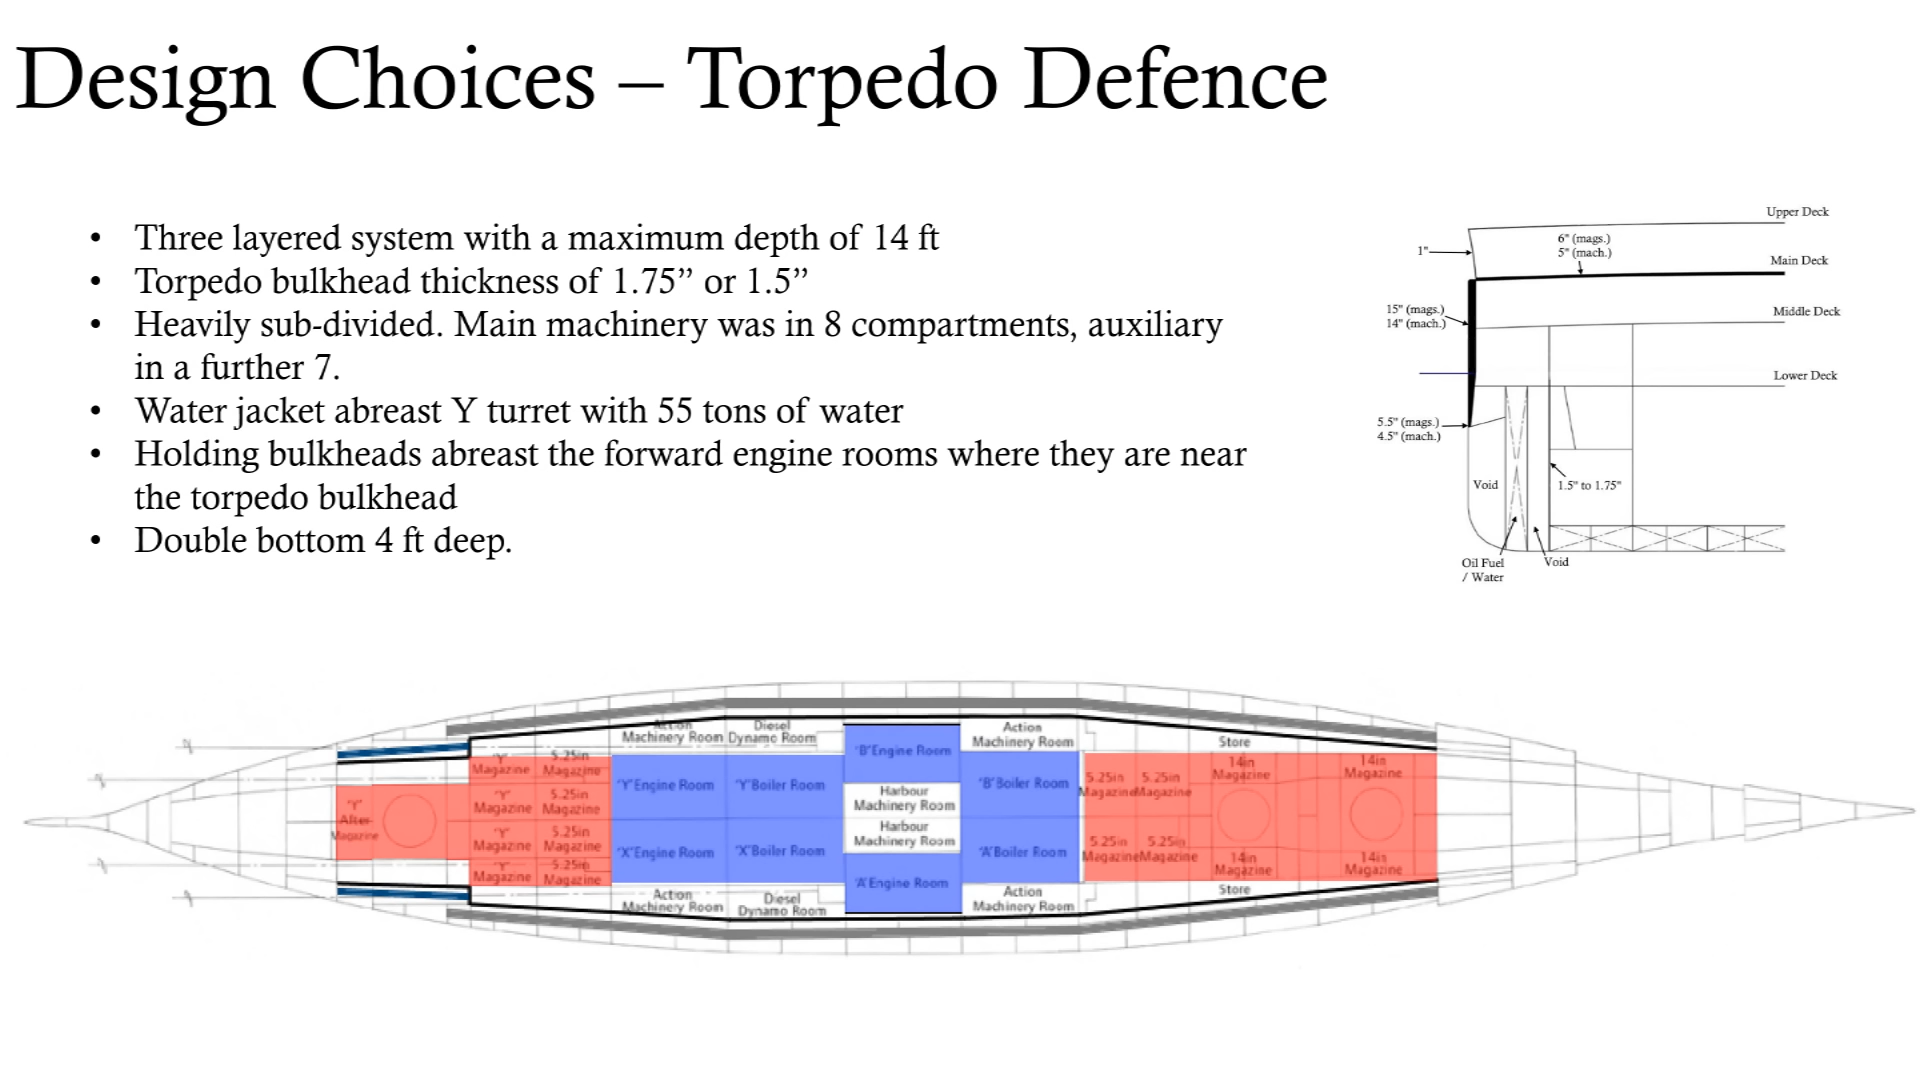 Design Choices – Torpedo Defence
• Three layered system with a maximum depth of 14 ft
• Torpedo bulkhead thickness of 1.75” or 1.5”
• Heavily sub-divided. Main machinery was in 8 compartments, auxiliary
in a further 7.
• Water jacket abreast Y turret with 55 tons of water
• Holding bulkheads abreast the forward engine rooms where they are near
the torpedo bulkhead
• Double bottom 4 ft deep.
Upper Deck
1"
6" (mags.)
5" (mach.)
Main Deck
15" (mags.)
14" (mach.)
Middle Deck
Lower Deck
5.5" (mags.)
4.5" (mach.)
Void
1.5" to 1.75"
Oil Fuel
/ Water
Void
Action
Machinery Room
Diesel
Dynamo Room
'B'Engine Room
Action
Machinery Room
Store
'Y'
Magazine
5.25in
Magazine
'Y'Engine Room
'Y'Boiler Room
'B'Boiler Room
5.25in
Magazine
5.25in
Magazine
14in
Magazine
14in
Magazine
'Y'
After
Magazine
'Y'
Magazine
5.25in
Magazine
Harbour
Machinery Room
'Y'
Magazine
5.25in
Magazine
Harbour
Machinery Room
'X'Engine Room
'X'Boiler Room
'A'Boiler Room
5.25in
Magazine
5.25in
Magazine
14in
Magazine
14in
Magazine
'Y'
Magazine
5.25in
Magazine
'A'Engine Room
Action
Machinery Room
Diesel
Dynamo Room
Action
Machinery Room
Store